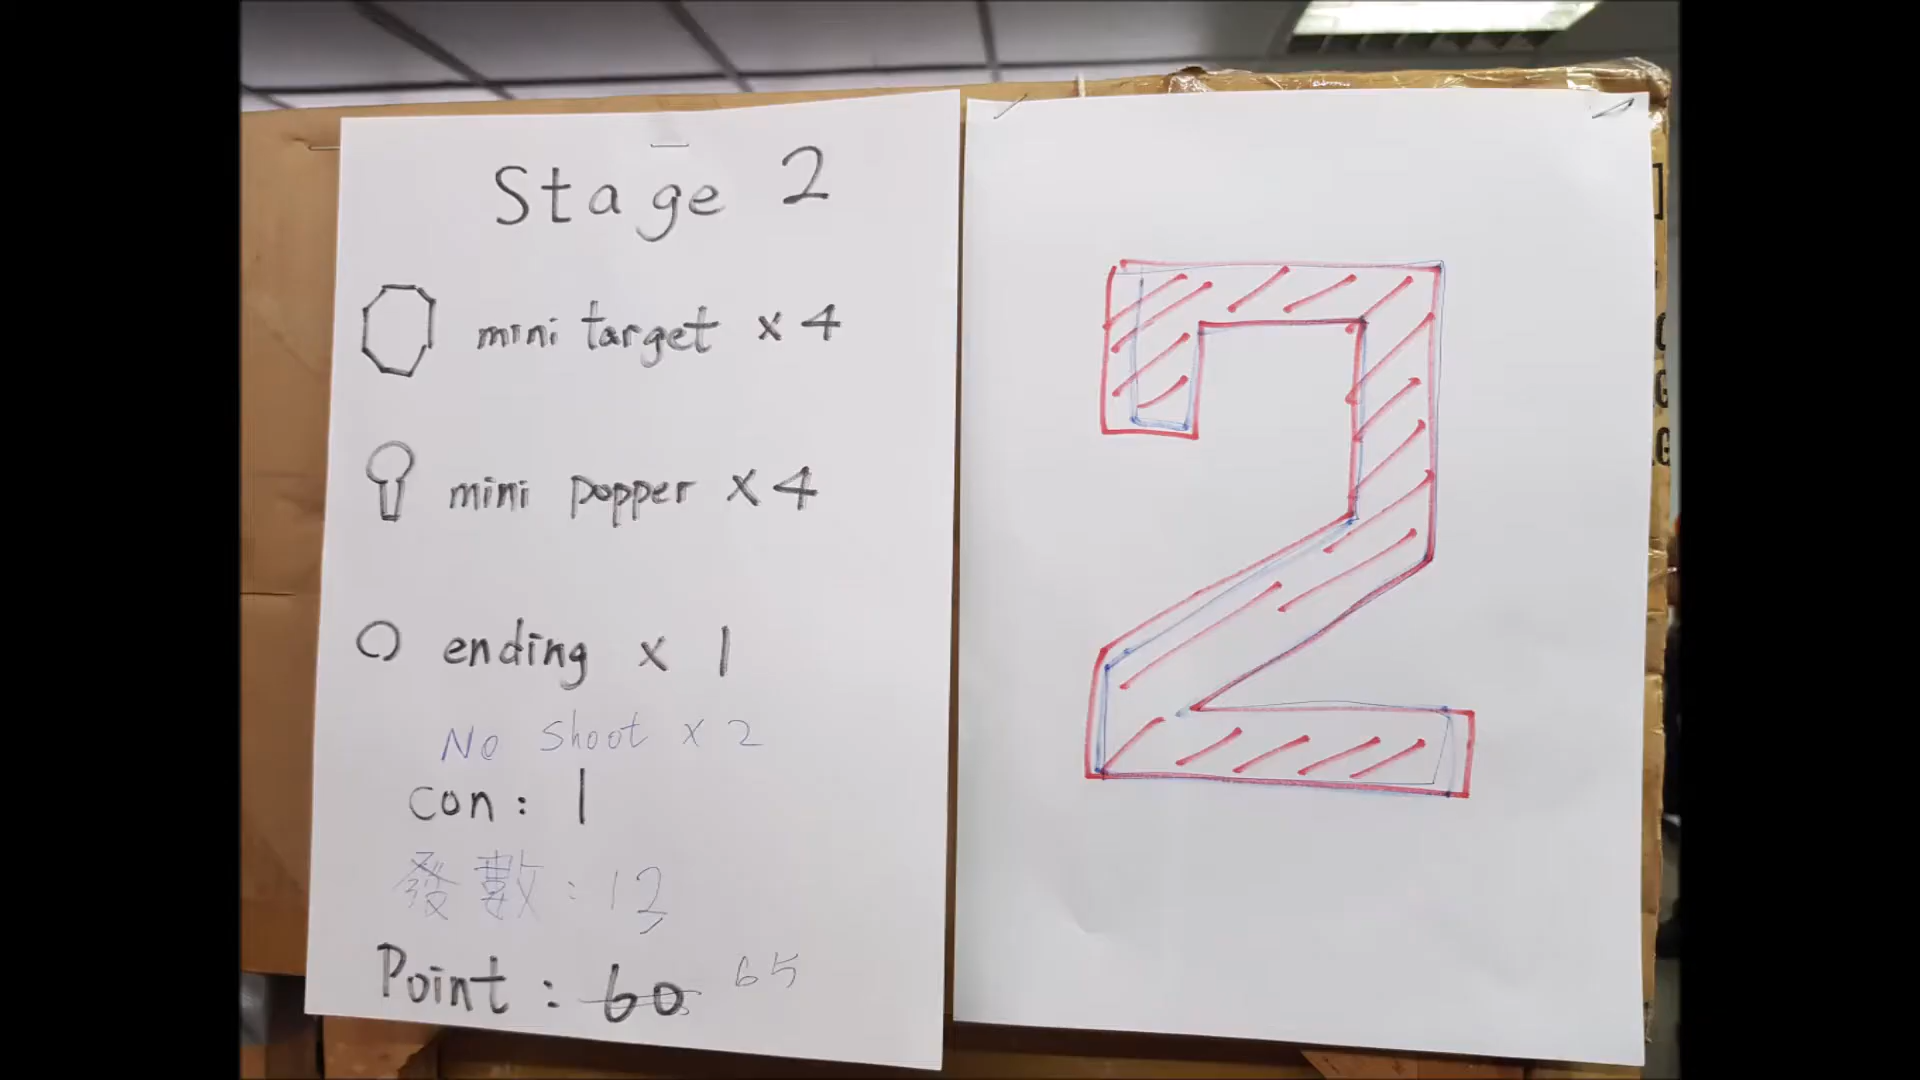 Stage 2
mini target x 4
mini popper x 4
ending x 1
No shoot x 2
con: 1
發數: 13
Point: 60 65
2